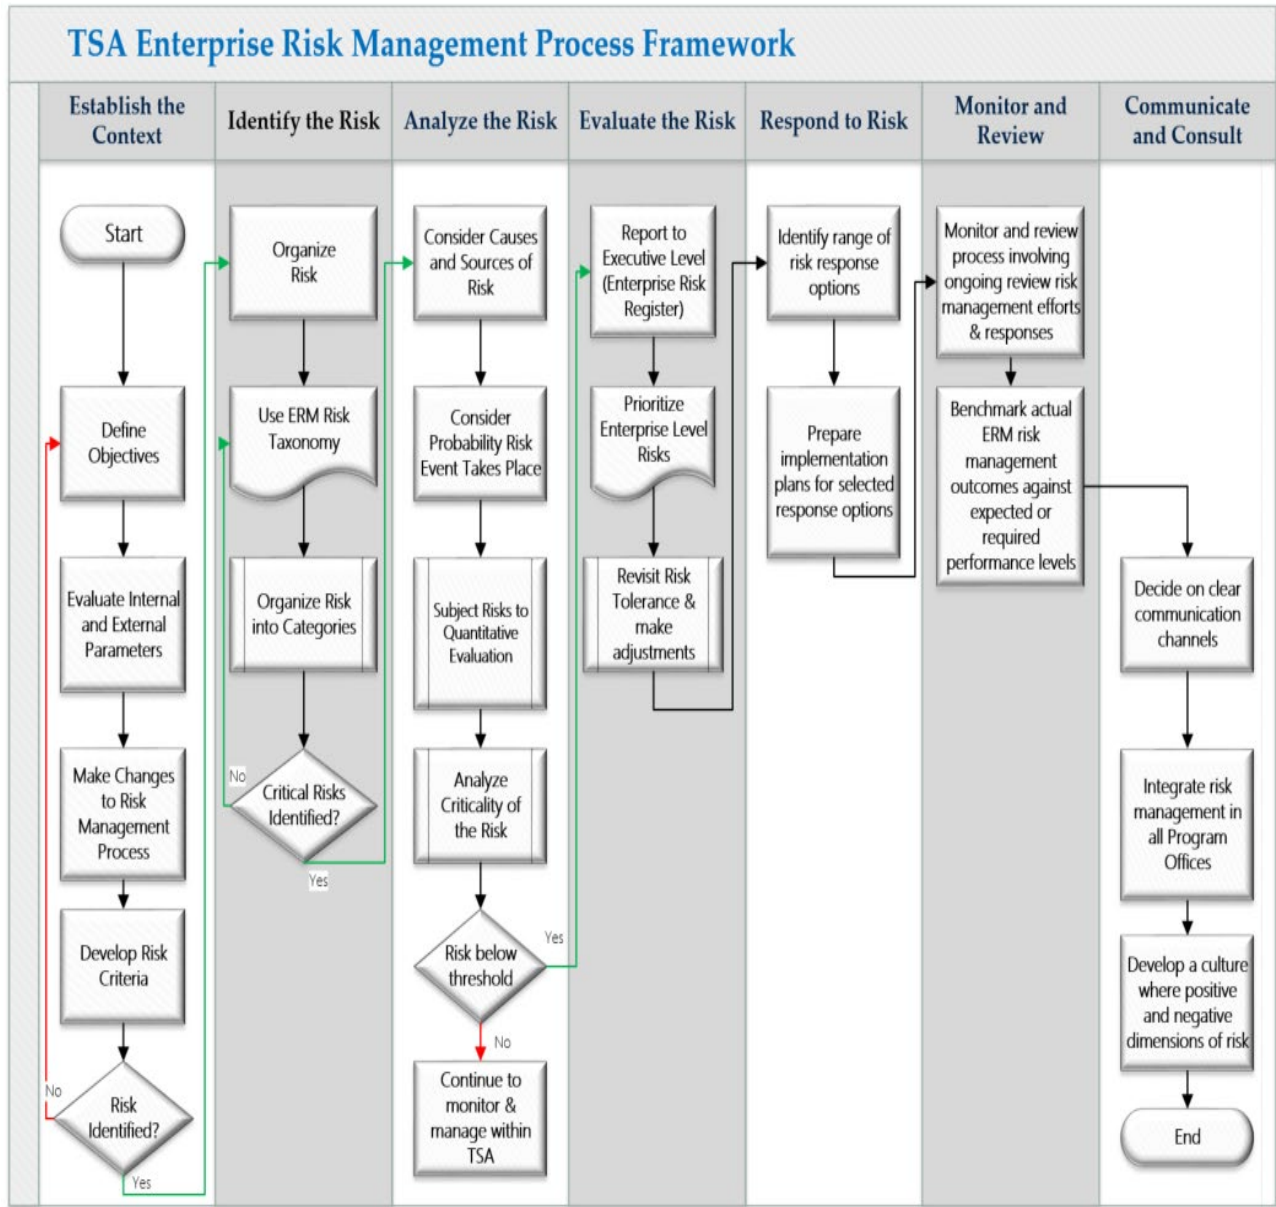 TSA Enterprise Risk Management Process Framework
Establish the
Context
Identify the Risk
Analyze the Risk
Evaluate the Risk
Respond to Risk
Monitor and
Review
Communicate
and Consult
Start
Define
Objectives
Evaluate Internal
and External
Parameters
Make Changes
to Risk
Management
Process
Develop Risk
Criteria
No
Risk
Identified?
Yes
Organize
Risk
Use ERM Risk
Taxonomy
Organize Risk
into Categories
No
Critical Risks
Identified?
Yes
Consider Causes
and Sources of
Risk
Consider
Probability Risk
Event Takes Place
Subject Risks to
Quantitative
Evaluation
Analyze
Criticality of
the Risk
Yes
Risk below
threshold
No
Continue to
monitor &
manage within
TSA
Report to
Executive Level
(Enterprise Risk
Register)
Prioritize
Enterprise Level
Risks
Revisit Risk
Tolerance &
make
adjustments
Identify range of
risk response
options
Prepare
implementation
plans for selected
response options
Monitor and review
process involving
ongoing review risk
management efforts
& responses
Benchmark actual
ERM risk
management
outcomes against
expected or
required
performance levels
Decide on clear
communication
channels
Integrate risk
management in
all Program
Offices
Develop a culture
where positive
and negative
dimensions of risk
End